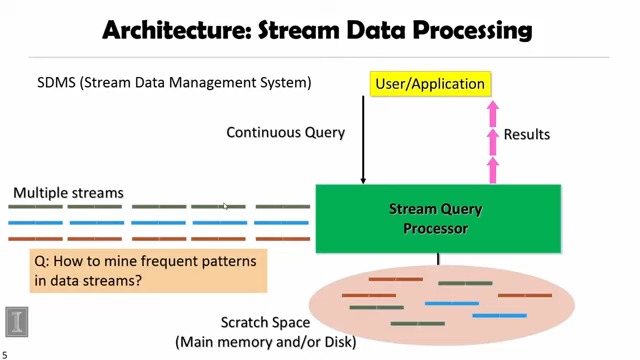 Architecture: Stream Data Processing
SDMS (Stream Data Management System)
User/Application
Continuous Query
Results
Multiple streams
Stream Query
Processor
Q: How to mine frequent patterns
in data streams?
Scratch Space
(Main memory and/or Disk)
I
5